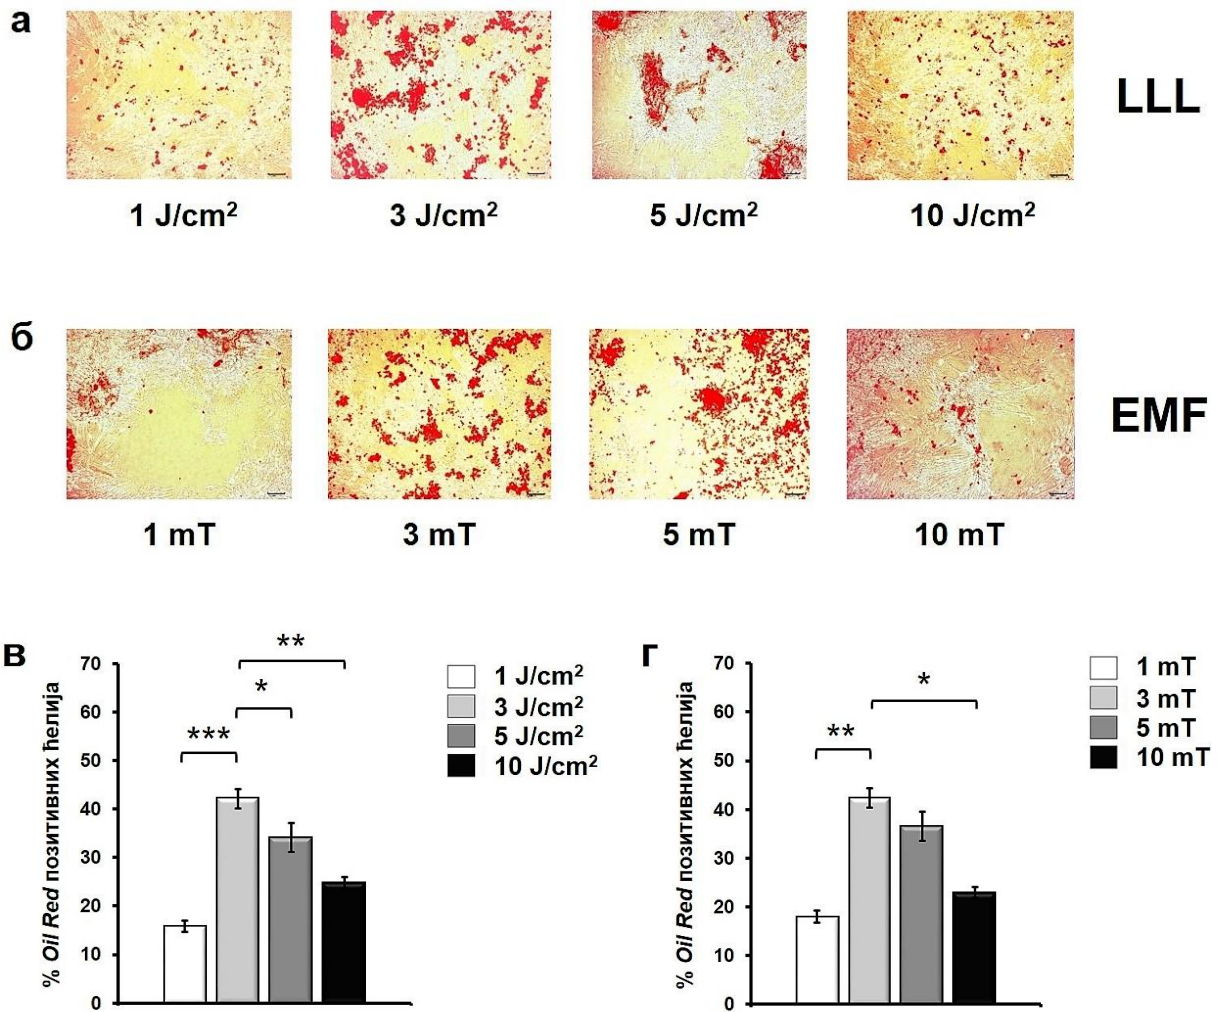 а
LLL
1 J/cm²
3 J/cm²
5 J/cm²
10 J/cm²
б
EMF
1 mT
3 mT
5 mT
10 mT
в
% Oil Red позитивних ћелија
70
60
50
40
30
20
10
0
***
*
**
1 J/cm²
3 J/cm²
5 J/cm²
10 J/cm²
г
% Oil Red позитивних ћелија
70
60
50
40
30
20
10
0
**
*
1 mT
3 mT
5 mT
10 mT